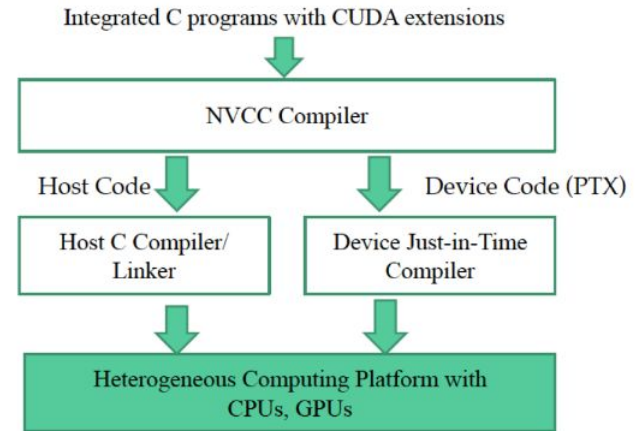 Integrated C programs with CUDA extensions
NVCC Compiler
Host Code
Device Code (PTX)
Host C Compiler/
Linker
Device Just-in-Time
Compiler
Heterogeneous Computing Platform with
CPUs, GPUs